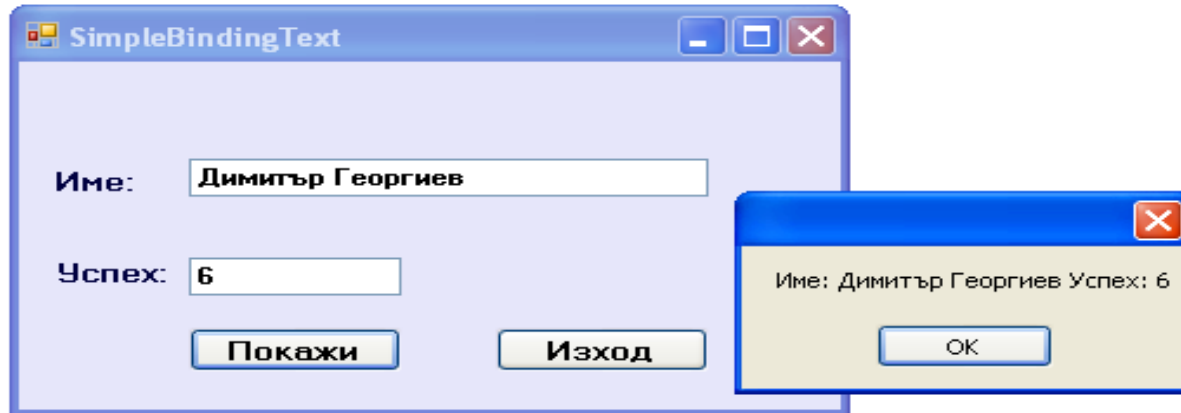 SimpleBindingText
Име: Димитър Георгиев
Успех: 6
Покажи Изход
Име: Димитър Георгиев Успех: 6
OK